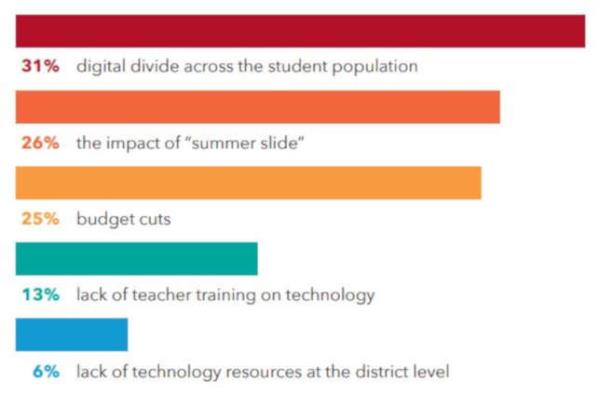 31% digital divide across the student population
26% the impact of "summer slide"
25% budget cuts
13% lack of teacher training on technology
6% lack of technology resources at the district level